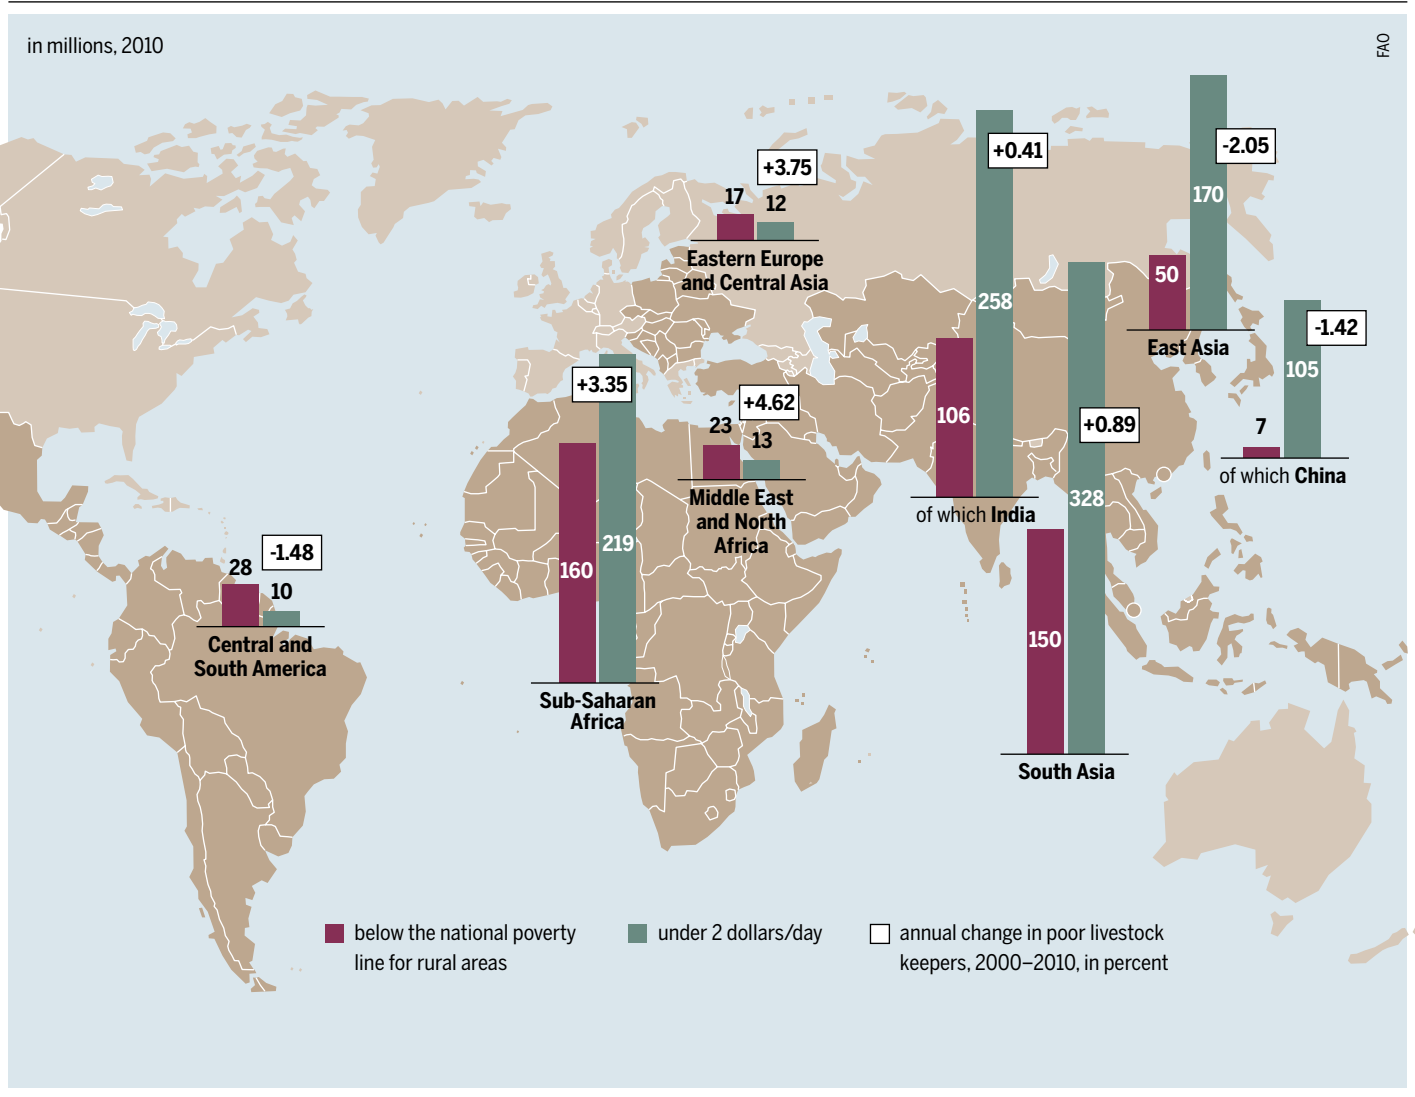 in millions, 2010
FAO
+3.75
17
12
Eastern Europe
and Central Asia
+0.41
258
106
of which India
-2.05
170
50
East Asia
-1.42
105
7
of which China
+3.35
219
160
Sub-Saharan
Africa
+4.62
23
13
Middle East
and North
Africa
+0.89
328
150
South Asia
-1.48
28
10
Central and
South America
below the national poverty
line for rural areas
under 2 dollars/day
annual change in poor livestock
keepers, 2000–2010, in percent